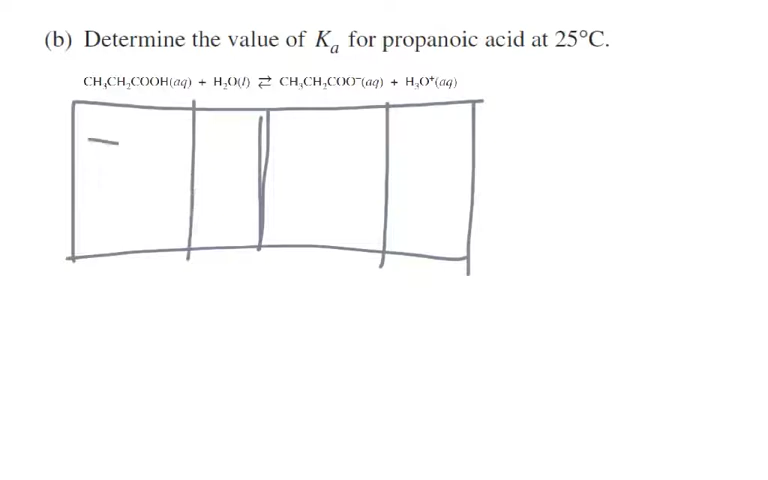 (b) Determine the value of Kₐ for propanoic acid at 25°C.
CH₃CH₂COOH(aq) + H₂O(l) ⇄ CH₃CH₂COO⁻(aq) + H₃O⁺(aq)